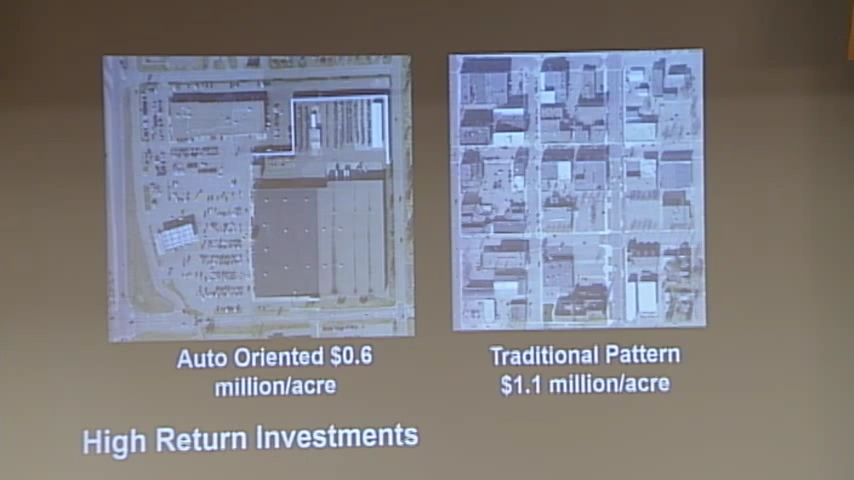 Auto Oriented $0.6
million/acre
Traditional Pattern
$1.1 million/acre
High Return Investments